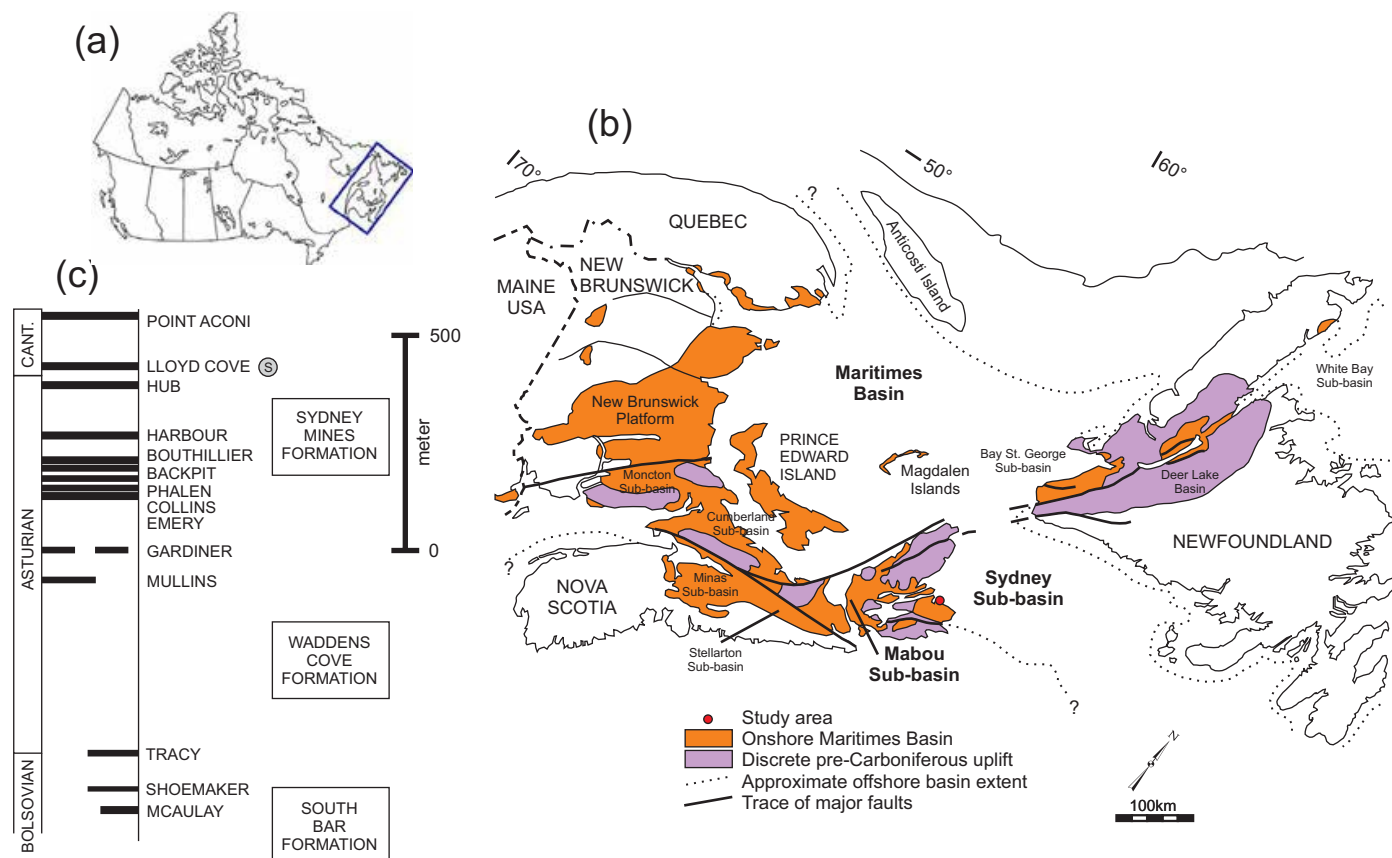 (a)
(b)
(c)
CANT.
ASTURIAN
BOLSOVIAN
POINT ACONI
LLOYD COVE
S
HUB
HARBOUR
BOUTHILLIER
BACKPIT
PHALEN
COLLINS
EMERY
GARDINER
MULLINS
TRACY
SHOEMAKER
MCAULAY
SYDNEY
MINES
FORMATION
WADDENS
COVE
FORMATION
SOUTH
BAR
FORMATION
500
meter
0
70°
50°
60°
QUEBEC
?
Anticosti Island
MAINE
USA
NEW
BRUNSWICK
New Brunswick
Platform
Maritimes
Basin
White Bay
Sub-basin
PRINCE
EDWARD
ISLAND
Magdalen
Islands
Bay St. George
Sub-basin
Deer Lake
Basin
Moncton
Sub-basin
Cumberland
Sub-basin
NEWFOUNDLAND
?
NOVA
SCOTIA
Minas
Sub-basin
Sydney
Sub-basin
Stellarton
Sub-basin
Mabou
Sub-basin
?
Study area
Onshore Maritimes Basin
Discrete pre-Carboniferous uplift
Approximate offshore basin extent
Trace of major faults
N
100km